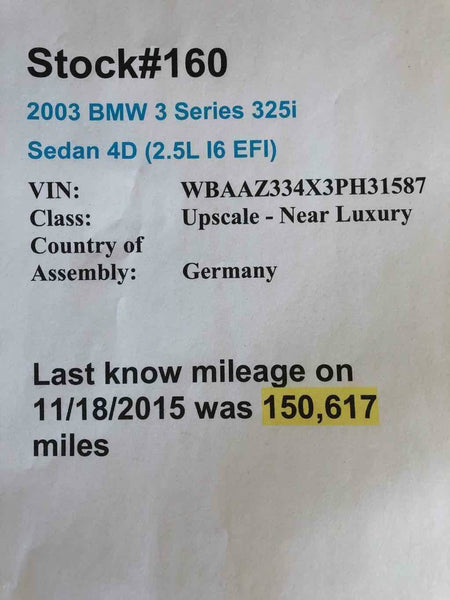 Stock#160
2003 BMW 3 Series 325i
Sedan 4D (2.5L I6 EFI)
VIN: WBAAZ334X3PH31587
Class: Upscale - Near Luxury
Country of
Assembly: Germany
Last know mileage on
11/18/2015 was 150,617
miles